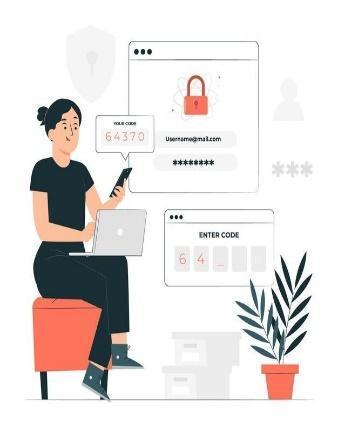 YOUR CODE
64370
Username@mail.com
********
***
ENTER CODE
6 4 _